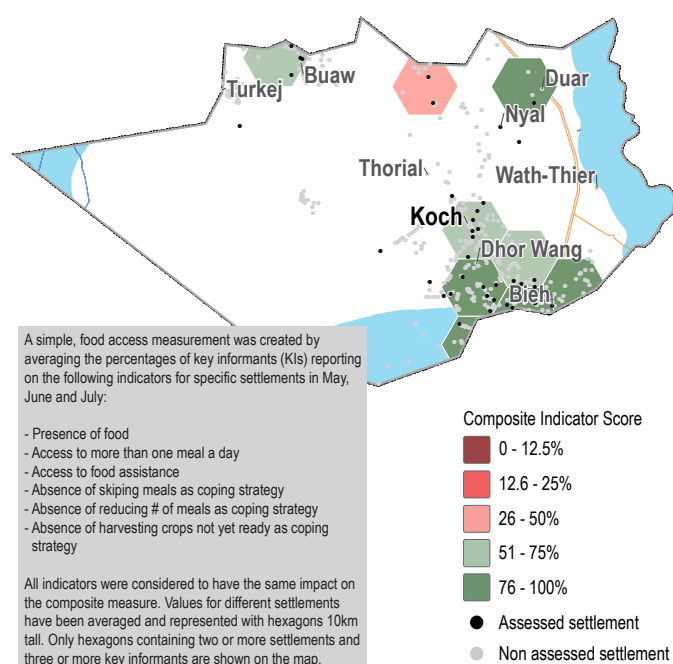 Buaw
Turkej
Duar
Nyal
Thorial
Wath-Thier
Koch
Dhor Wang
Bieh
A simple, food access measurement was created by
averaging the percentages of key informants (KIs) reporting
on the following indicators for specific settlements in May,
June and July:
- Presence of food
- Access to more than one meal a day
- Access to food assistance
- Absence of skiping meals as coping strategy
- Absence of reducing # of meals as coping strategy
- Absence of harvesting crops not yet ready as coping
strategy
All indicators were considered to have the same impact on
the composite measure. Values for different settlements
have been averaged and represented with hexagons 10km
tall. Only hexagons containing two or more settlements and
three or more key informants are shown on the map.
Composite Indicator Score
0 - 12.5%
12.6 - 25%
26 - 50%
51 - 75%
76 - 100%
Assessed settlement
Non assessed settlement